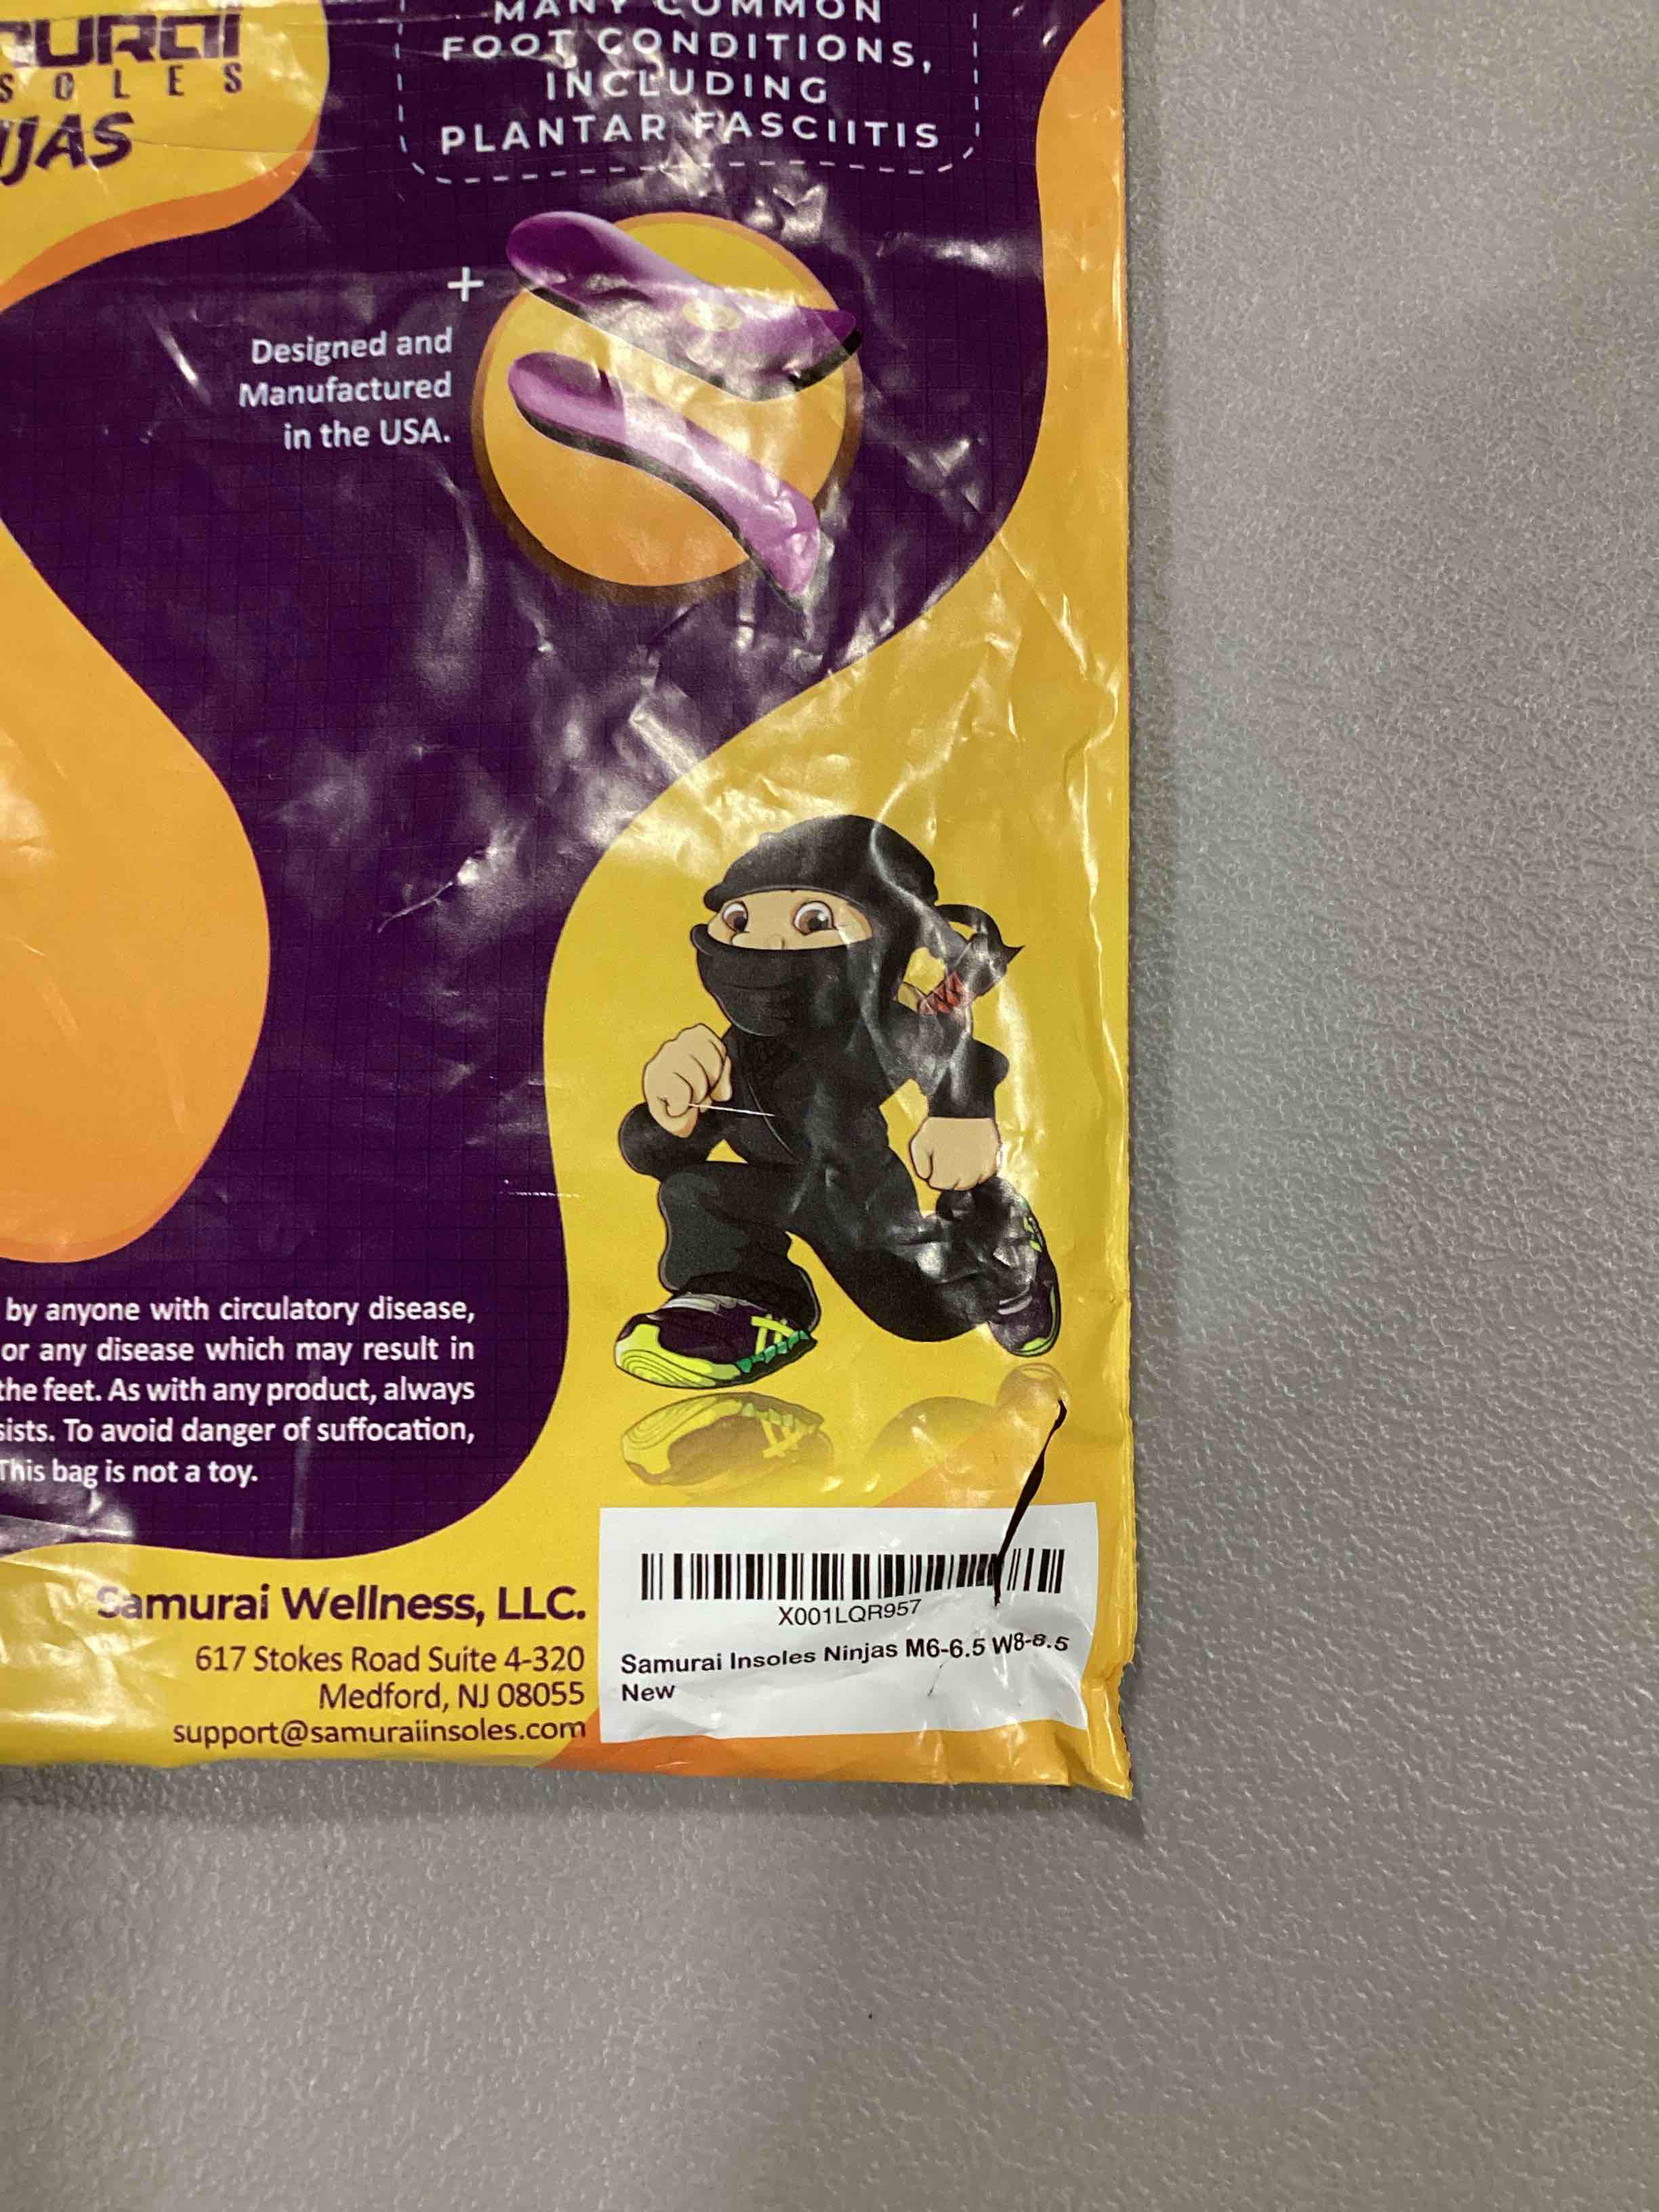 SOLES
MANY COMMON
FOOT CONDITIONS,
INCLUDING
PLANTAR FASCIITIS
+
Designed and
Manufactured
in the USA.
by anyone with circulatory disease,
or any disease which may result in
the feet. As with any product, always
To avoid danger of suffocation,
This bag is not a toy.
Samurai Wellness, LLC.
617 Stokes Road Suite 4-320
Medford, NJ 08055
support@samuraiinsoles.com
X001LQR957
Samurai Insoles Ninjas M6-6.5 W8-8.5
New